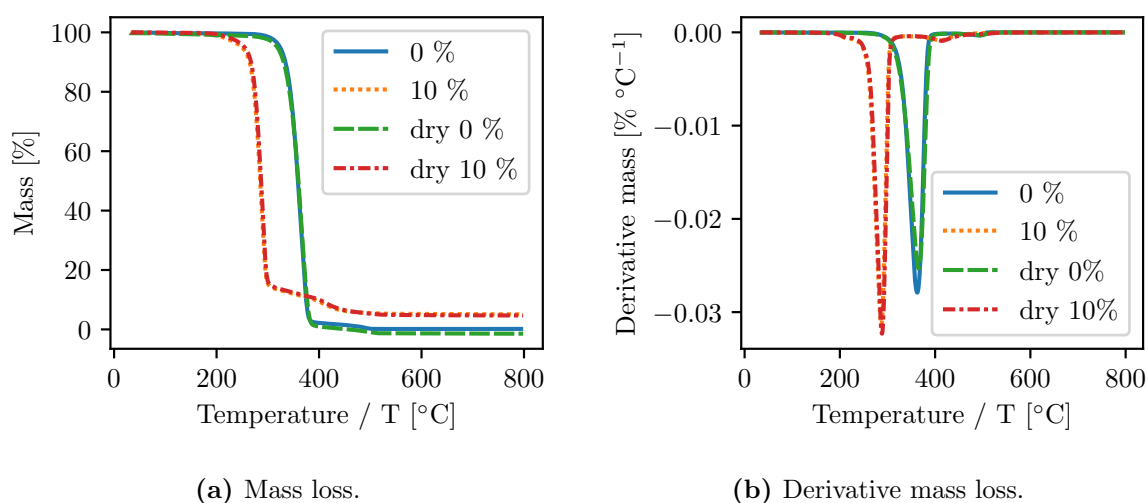 100
80
60
40
20
0
Mass [%]
0 %
10 %
dry 0 %
dry 10 %
0
200
400
600
800
Temperature / T [°C]
(a) Mass loss.
0.00
−0.01
−0.02
−0.03
Derivative mass [% °C⁻¹]
0 %
10 %
dry 0%
dry 10%
0
200
400
600
800
Temperature / T [°C]
(b) Derivative mass loss.